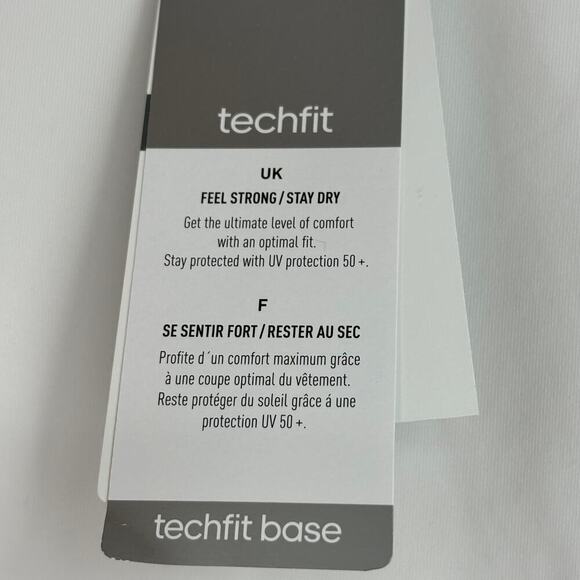 techfit
UK
FEEL STRONG/STAY DRY
Get the ultimate level of comfort
with an optimal fit.
Stay protected with UV protection 50 +.
F
SE SENTIR FORT/RESTER AU SEC
Profite d´un comfort maximum grâce
à une coupe optimal du vêtement.
Reste protéger du soleil grâce á une
protection UV 50 +.
techfit base